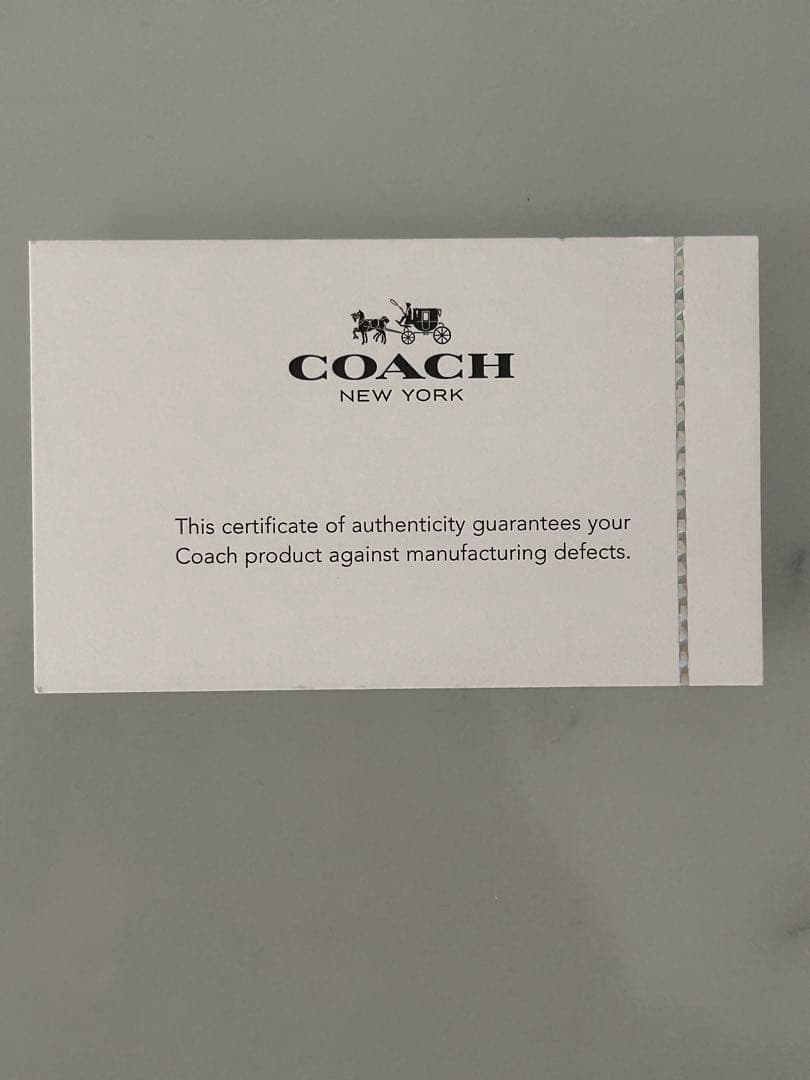 COACH
NEW YORK
This certificate of authenticity guarantees your
Coach product against manufacturing defects.